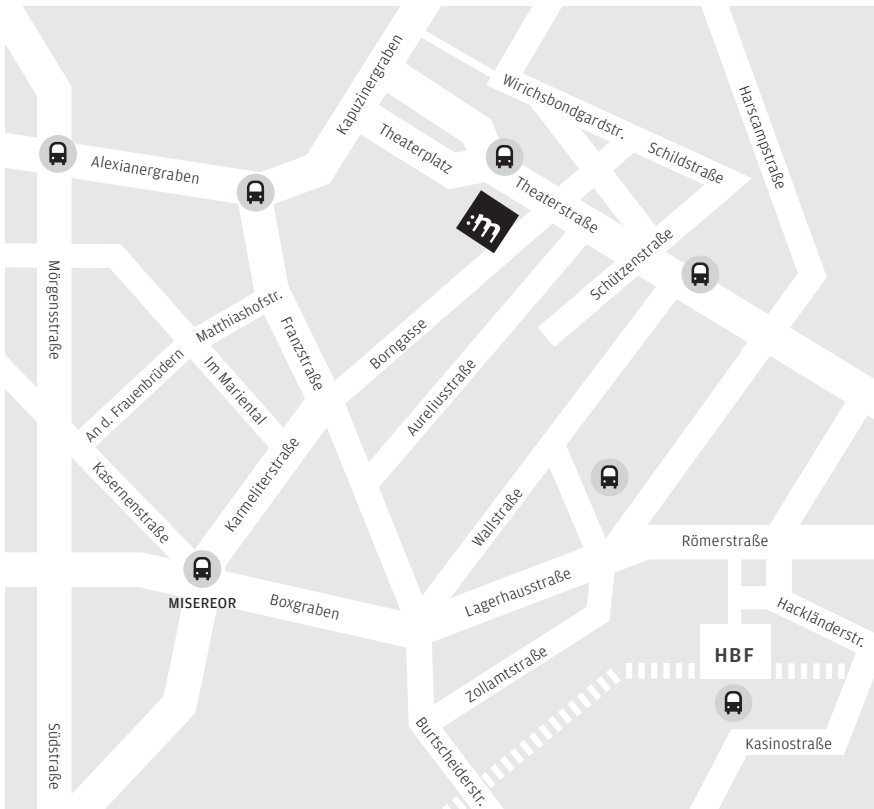 Kapuzinergraben
Wirichsbondgardstr.
Harscampstraße
Theaterplatz
Schildstraße
Alexianergraben
Theaterstraße
:m
Schützenstraße
Mörgensstraße
Matthiashofstr.
Franzstraße
Borngasse
An d. Frauenbrüdern
Im Mariental
Aureliusstraße
Kasernenstraße
Karmeliterstraße
Wallstraße
Römerstraße
MISEREOR
Boxgraben
Lagerhausstraße
Hackländerstr.
HBF
Zollamtstraße
Südstraße
Burtscheiderstr.
Kasinostraße